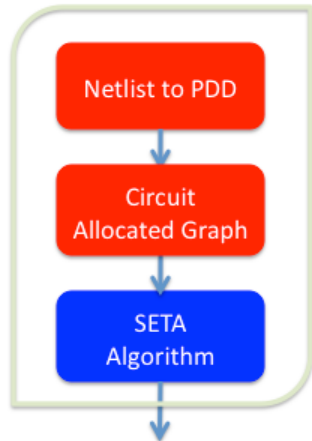 Netlist to PDD
Circuit
Allocated Graph
SETA
Algorithm